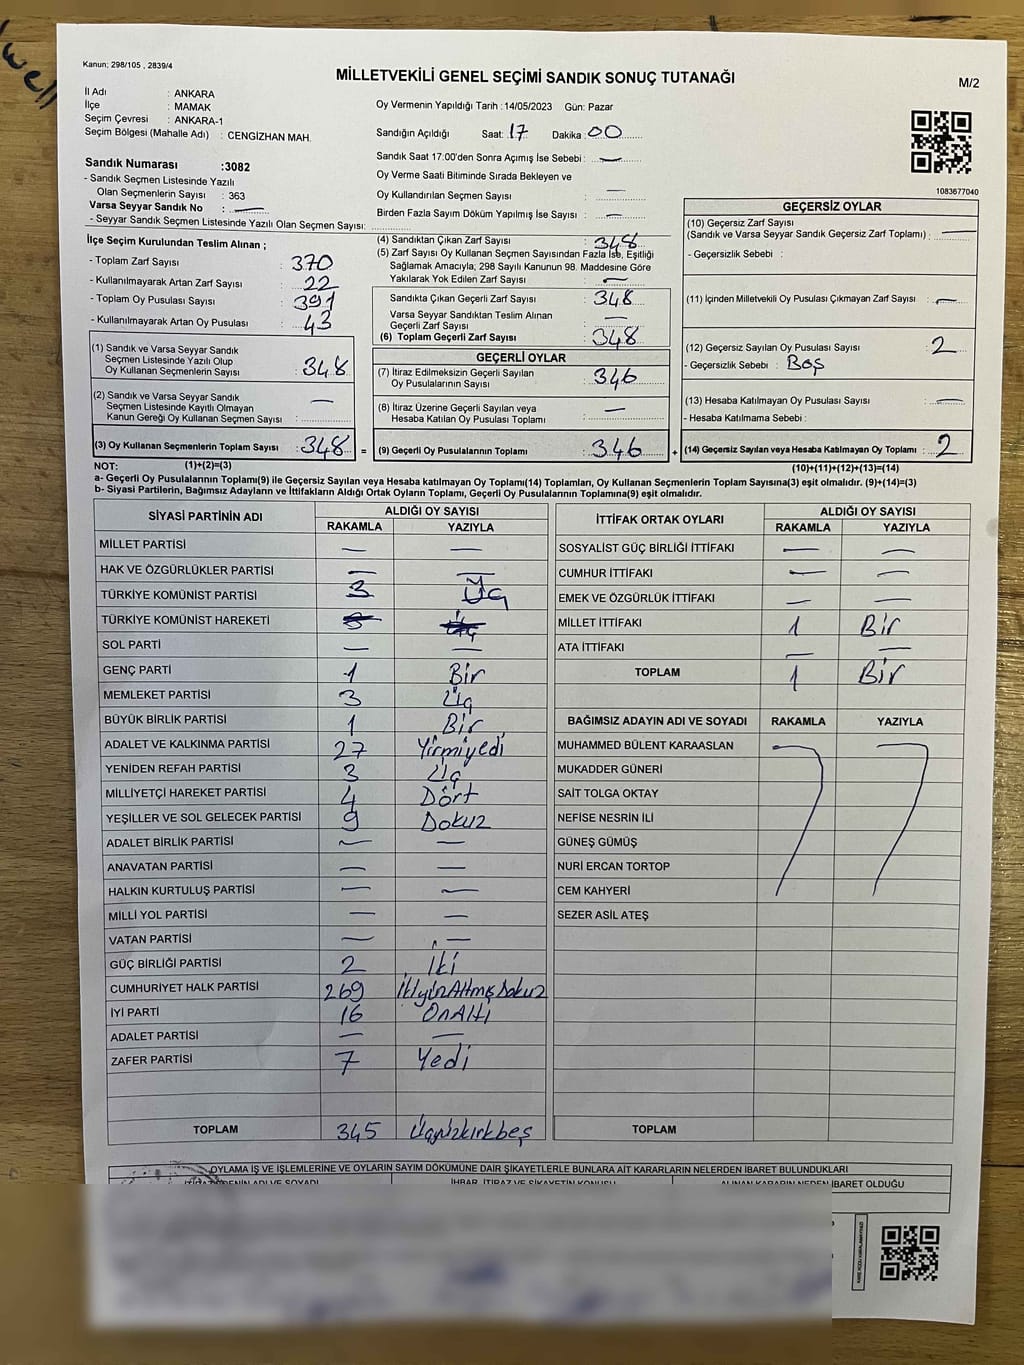 Kanun; 298/105 , 2839/4
MİLLETVEKİLİ GENEL SEÇİMİ SANDIK SONUÇ TUTANAĞI
M/2
İl Adı : ANKARA
İlçe : MAMAK
Seçim Çevresi : ANKARA-1
Seçim Bölgesi (Mahalle Adı) : CENGİZHAN MAH.
Oy Vermenin Yapıldığı Tarih : 14/05/2023 Gün: Pazar
Sandığın Açıldığı Saat: 17 Dakika: 00
Sandık Saat 17:00'den Sonra Açımış İse Sebebi : —
Oy Verme Saati Bitiminde Sırada Bekleyen ve
Oy Kullandırılan Seçmen Sayısı : —
Birden Fazla Sayım Döküm Yapılmış İse Sayısı : —
1083677040
Sandık Numarası :3082
- Sandık Seçmen Listesinde Yazılı
Olan Seçmenlerin Sayısı : 363
Varsa Seyyar Sandık No : —
- Seyyar Sandık Seçmen Listesinde Yazılı Olan Seçmen Sayısı:
İlçe Seçim Kurulundan Teslim Alınan ;
- Toplam Zarf Sayısı : 370
- Kullanılmayarak Artan Zarf Sayısı : 22
- Toplam Oy Pusulası Sayısı : 391
- Kullanılmayarak Artan Oy Pusulası : 43
(1) Sandık ve Varsa Seyyar Sandık
Seçmen Listesinde Yazılı Olup
Oy Kullanan Seçmenlerin Sayısı : 348
(2) Sandık ve Varsa Seyyar Sandık
Seçmen Listesinde Kayıtlı Olmayan
Kanun Gereği Oy Kullanan Seçmen Sayısı : —
(3) Oy Kullanan Seçmenlerin Toplam Sayısı : 348 =
(4) Sandıktan Çıkan Zarf Sayısı : 348
(5) Zarf Sayısı Oy Kullanan Seçmen Sayısından Fazla İse, Eşitliği
Sağlamak Amacıyla; 298 Sayılı Kanunun 98. Maddesine Göre
Yakılarak Yok Edilen Zarf Sayısı : —
Sandıkta Çıkan Geçerli Zarf Sayısı : 348
Varsa Seyyar Sandıktan Teslim Alınan
Geçerli Zarf Sayısı : —
(6) Toplam Geçerli Zarf Sayısı : 348
GEÇERLİ OYLAR
(7) İtiraz Edilmeksizin Geçerli Sayılan
Oy Pusulalarının Sayısı : 346
(8) İtiraz Üzerine Geçerli Sayılan veya
Hesaba Katılan Oy Pusulası Toplamı : —
(9) Geçerli Oy Pusulalarının Toplamı : 346 +
GEÇERSİZ OYLAR
(10) Geçersiz Zarf Sayısı
(Sandık ve Varsa Seyyar Sandık Geçersiz Zarf Toplamı) : —
- Geçersizlik Sebebi :
(11) İçinden Milletvekili Oy Pusulası Çıkmayan Zarf Sayısı : —
(12) Geçersiz Sayılan Oy Pusulası Sayısı : 2
- Geçersizlik Sebebi : Boş
(13) Hesaba Katılmayan Oy Pusulası Sayısı : —
- Hesaba Katılmama Sebebi :
(14) Geçersiz Sayılan veya Hesaba Katılmayan Oy Toplamı : 2
NOT: (1)+(2)=(3)
(10)+(11)+(12)+(13)=(14)
a- Geçerli Oy Pusulalarının Toplamı(9) ile Geçersiz Sayılan veya Hesaba katılmayan Oy Toplamı(14) Toplamları, Oy Kullanan Seçmenlerin Toplam Sayısına(3) eşit olmalıdır. (9)+(14)=(3)
b- Siyasi Partilerin, Bağımsız Adayların ve İttifakların Aldığı Ortak Oyların Toplamı, Geçerli Oy Pusulalarının Toplamına(9) eşit olmalıdır.
SİYASİ PARTİNİN ADI ALDIĞI OY SAYISI
RAKAMLA YAZIYLA
MİLLET PARTİSİ — —
HAK VE ÖZGÜRLÜKLER PARTİSİ — —
TÜRKİYE KOMÜNİST PARTİSİ 3 Üç
TÜRKİYE KOMÜNİST HAREKETİ
SOL PARTİ — —
GENÇ PARTİ 1 Bir
MEMLEKET PARTİSİ 3 Üç
BÜYÜK BİRLİK PARTİSİ 1 Bir
ADALET VE KALKINMA PARTİSİ 27 Yirmiyedi
YENİDEN REFAH PARTİSİ 3 Üç
MİLLİYETÇİ HAREKET PARTİSİ 4 Dört
YEŞİLLER VE SOL GELECEK PARTİSİ 9 Dokuz
ADALET BİRLİK PARTİSİ — —
ANAVATAN PARTİSİ — —
HALKIN KURTULUŞ PARTİSİ — —
MİLLİ YOL PARTİSİ — —
VATAN PARTİSİ — —
GÜÇ BİRLİĞİ PARTİSİ 2 İki
CUMHURİYET HALK PARTİSİ 269 İkiyüzAltmışDokuz
İYİ PARTİ 16 OnAltı
ADALET PARTİSİ — —
ZAFER PARTİSİ 7 Yedi
TOPLAM 345 Üçyüzkırkbeş
İTTİFAK ORTAK OYLARI ALDIĞI OY SAYISI
RAKAMLA YAZIYLA
SOSYALİST GÜÇ BİRLİĞİ İTTİFAKI — —
CUMHUR İTTİFAKI — —
EMEK VE ÖZGÜRLÜK İTTİFAKI — —
MİLLET İTTİFAKI 1 Bir
ATA İTTİFAKI — —
TOPLAM 1 Bir
BAĞIMSIZ ADAYIN ADI VE SOYADI RAKAMLA YAZIYLA
MUHAMMED BÜLENT KARAASLAN
MUKADDER GÜNERİ
SAİT TOLGA OKTAY
NEFİSE NESRİN İLİ
GÜNEŞ GÜMÜŞ
NURİ ERCAN TORTOP
CEM KAHYERİ
SEZER ASİL ATEŞ
TOPLAM
OYLAMA İŞ VE İŞLEMLERİNE VE OYLARIN SAYIM DÖKÜMÜNE DAİR ŞİKAYETLERLE BUNLARA AİT KARARLARIN NELERDEN İBARET BULUNDUKLARI
İHBAR, İTİRAZ VE ŞİKAYETİN KONUSU
ALINAN KARARIN NEDEN İBARET OLDUĞU